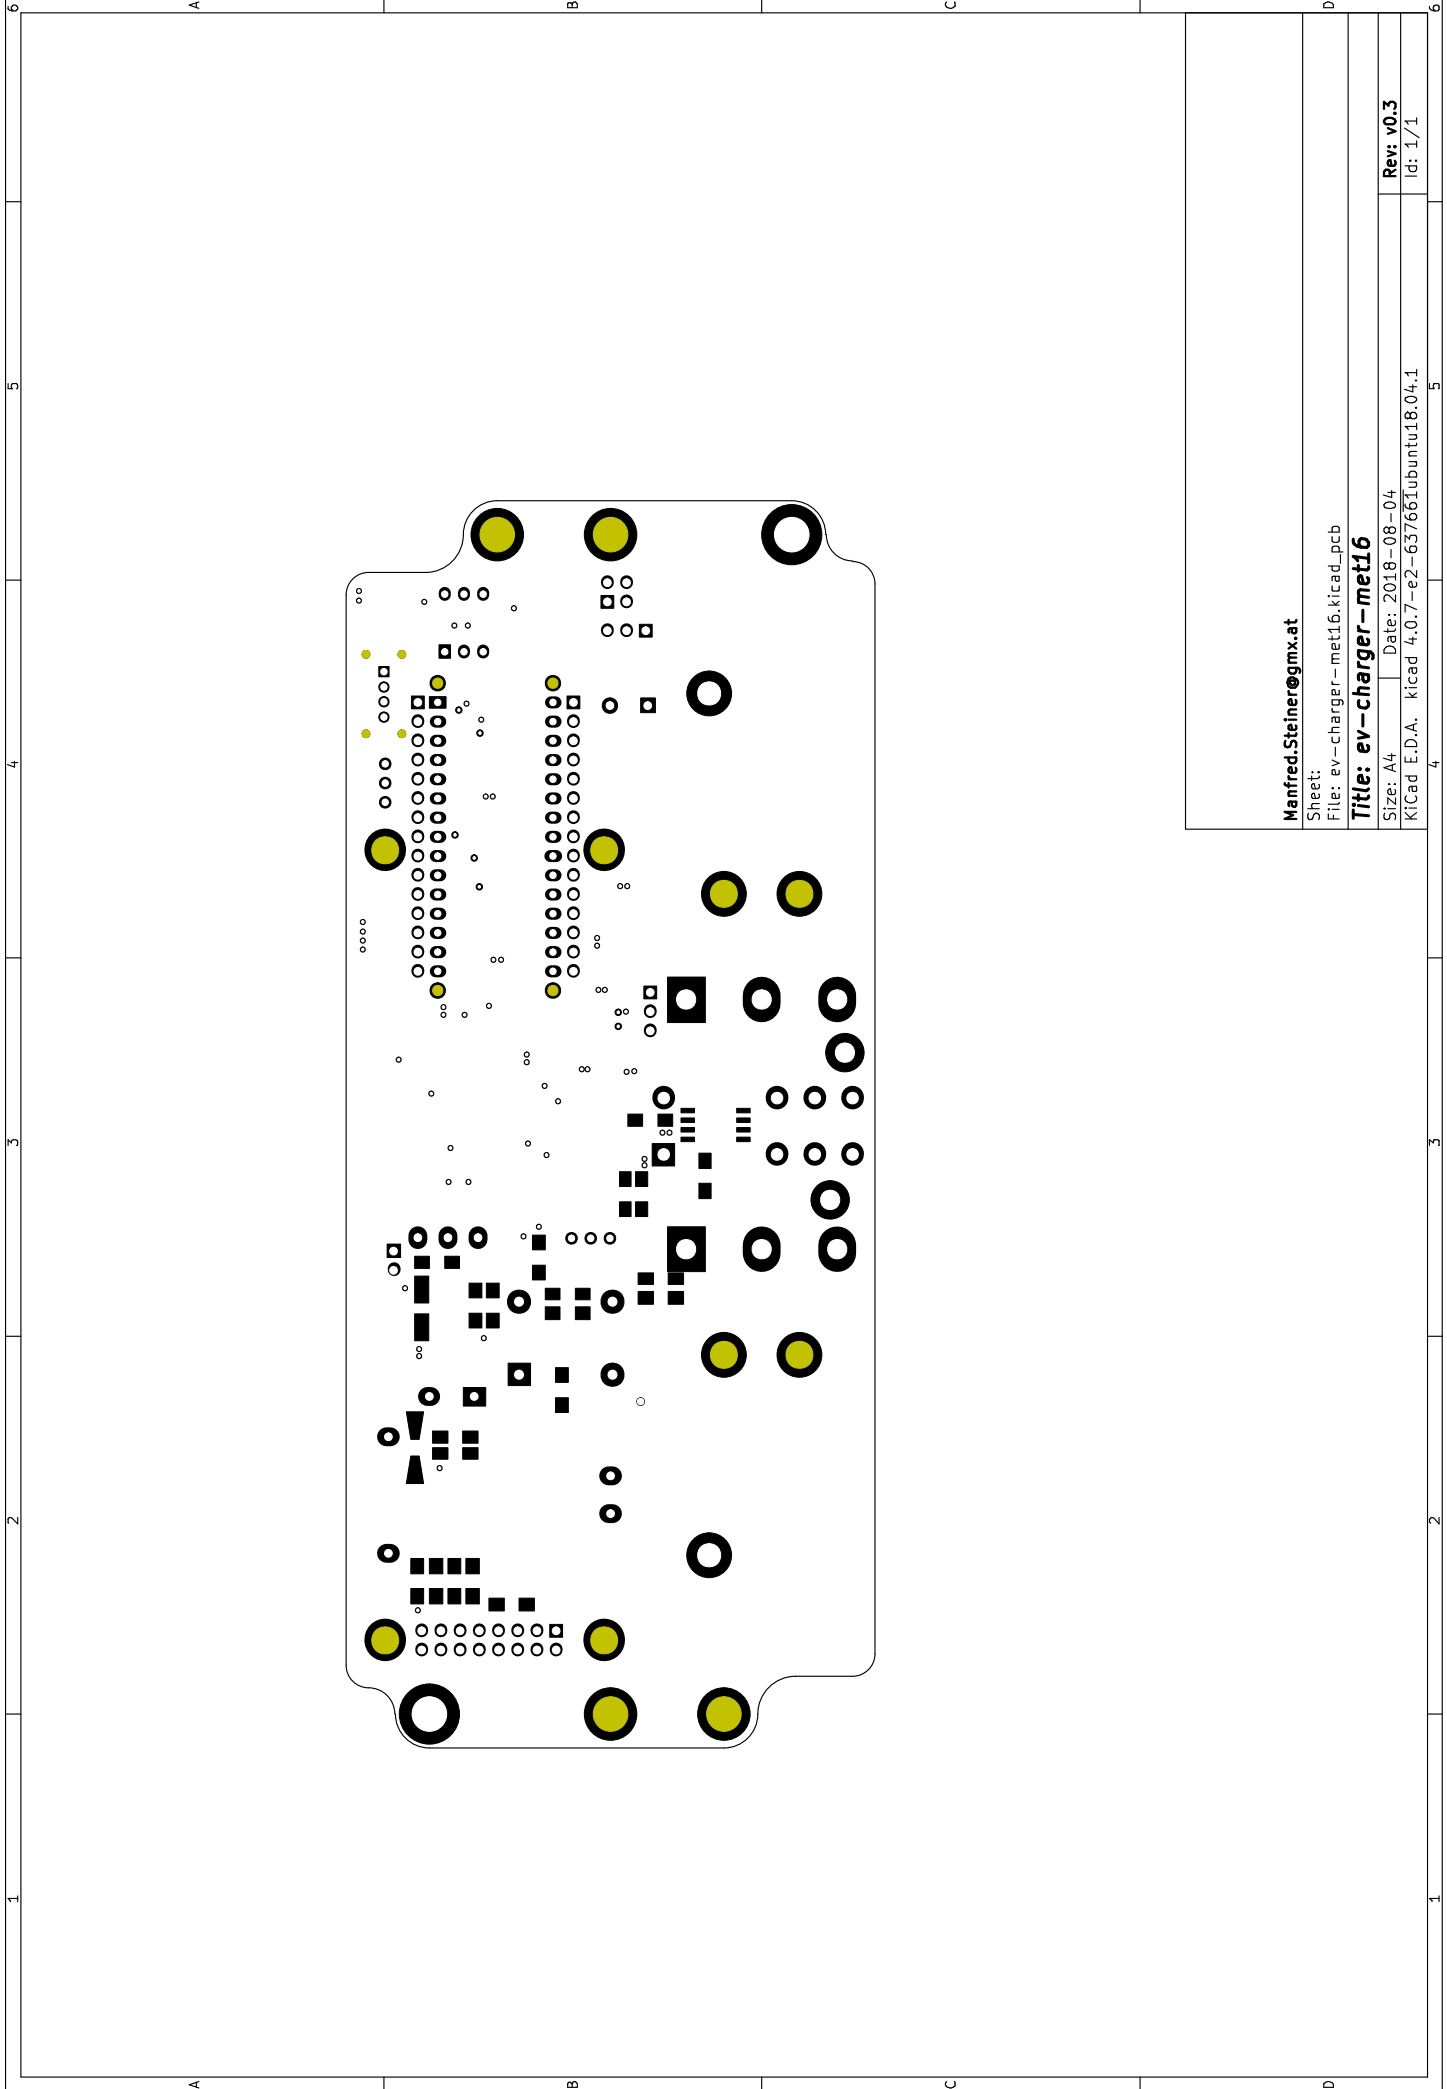 Manfred.Steiner@gmx.at
Sheet:
File: ev-charger-met16.kicad_pcb
Title: ev-charger-met16
Size: A4 Date: 2018-08-04 Rev: v0.3
KiCad E.D.A. kicad 4.0.7-e2-6376~61~ubuntu18.04.1 Id: 1/1
1 2 3 4 5 6
1 2 3 4 5 6
A B C D
A B C D